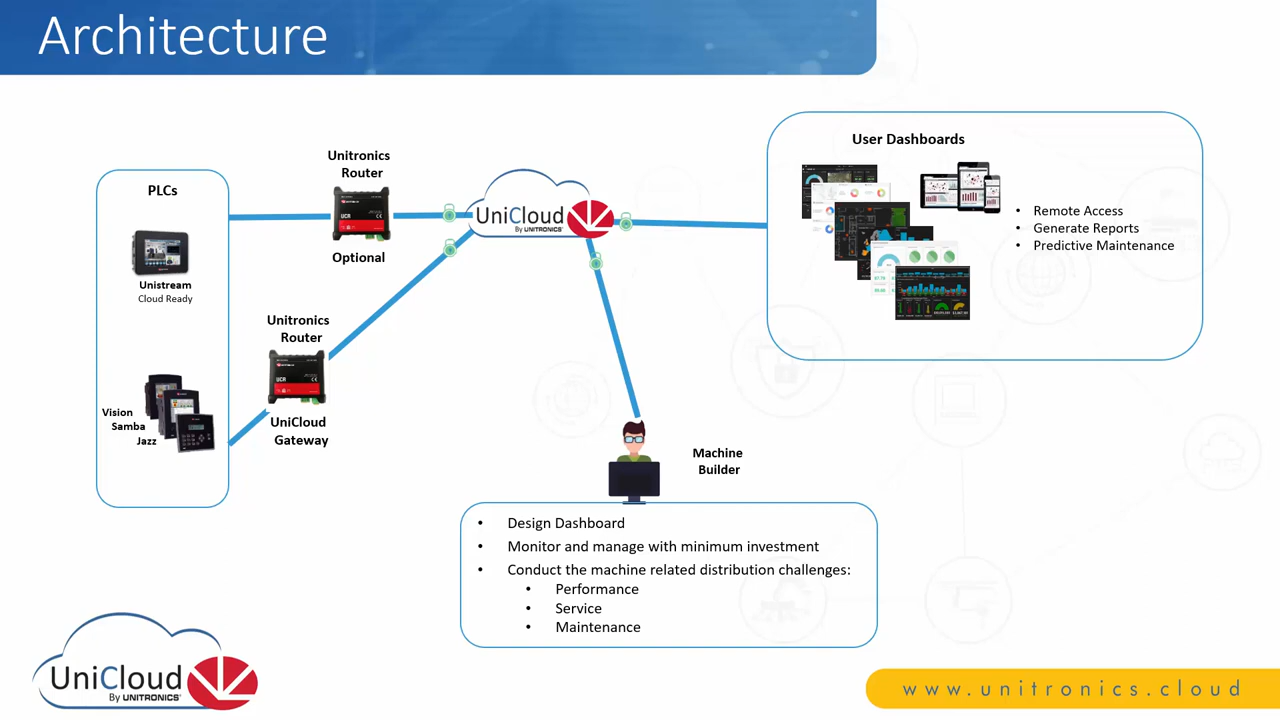 Architecture
PLCs
Unistream
Cloud Ready
Vision
Samba
Jazz
Unitronics
Router
UCR
Optional
Unitronics
Router
UCR
UniCloud
Gateway
UniCloud
By UNITRONICS
User Dashboards
• Remote Access
• Generate Reports
• Predictive Maintenance
Machine
Builder
• Design Dashboard
• Monitor and manage with minimum investment
• Conduct the machine related distribution challenges:
• Performance
• Service
• Maintenance
UniCloud
By UNITRONICS®
www.unitronics.cloud